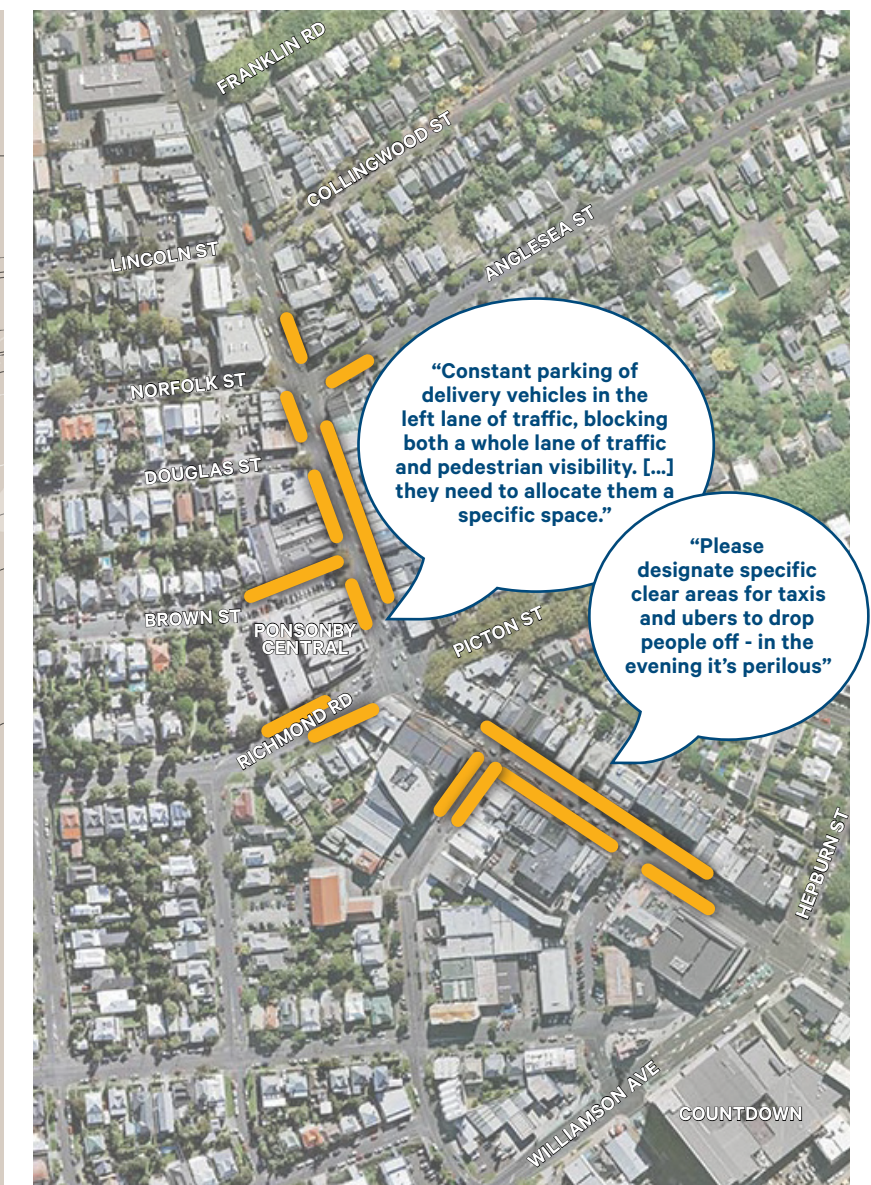 FRANKLIN RD
COLLINGWOOD ST
LINCOLN ST
ANGLESEA ST
NORFOLK ST
DOUGLAS ST
“Constant parking of
delivery vehicles in the
left lane of traffic, blocking
both a whole lane of traffic
and pedestrian visibility. [...]
they need to allocate them a
specific space.”
“Please
designate specific
clear areas for taxis
and ubers to drop
people off - in the
evening it’s perilous”
BROWN ST
PONSONBY
CENTRAL
PICTON ST
RICHMOND RD
HEPBURN ST
WILLIAMSON AVE
COUNTDOWN